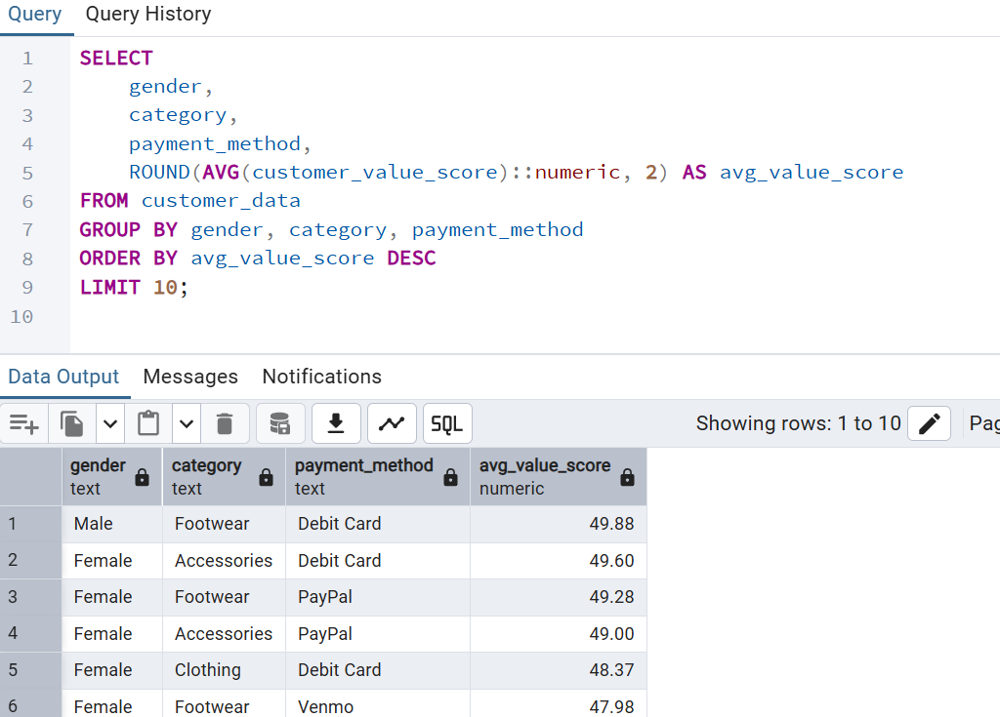 Query Query History
1 SELECT
2 gender,
3 category,
4 payment_method,
5 ROUND(AVG(customer_value_score)::numeric, 2) AS avg_value_score
6 FROM customer_data
7 GROUP BY gender, category, payment_method
8 ORDER BY avg_value_score DESC
9 LIMIT 10;
10
Data Output Messages Notifications
SQL Showing rows: 1 to 10 Pag
gender category payment_method avg_value_score
text text text numeric
1 Male Footwear Debit Card 49.88
2 Female Accessories Debit Card 49.60
3 Female Footwear PayPal 49.28
4 Female Accessories PayPal 49.00
5 Female Clothing Debit Card 48.37
6 Female Footwear Venmo 47.98